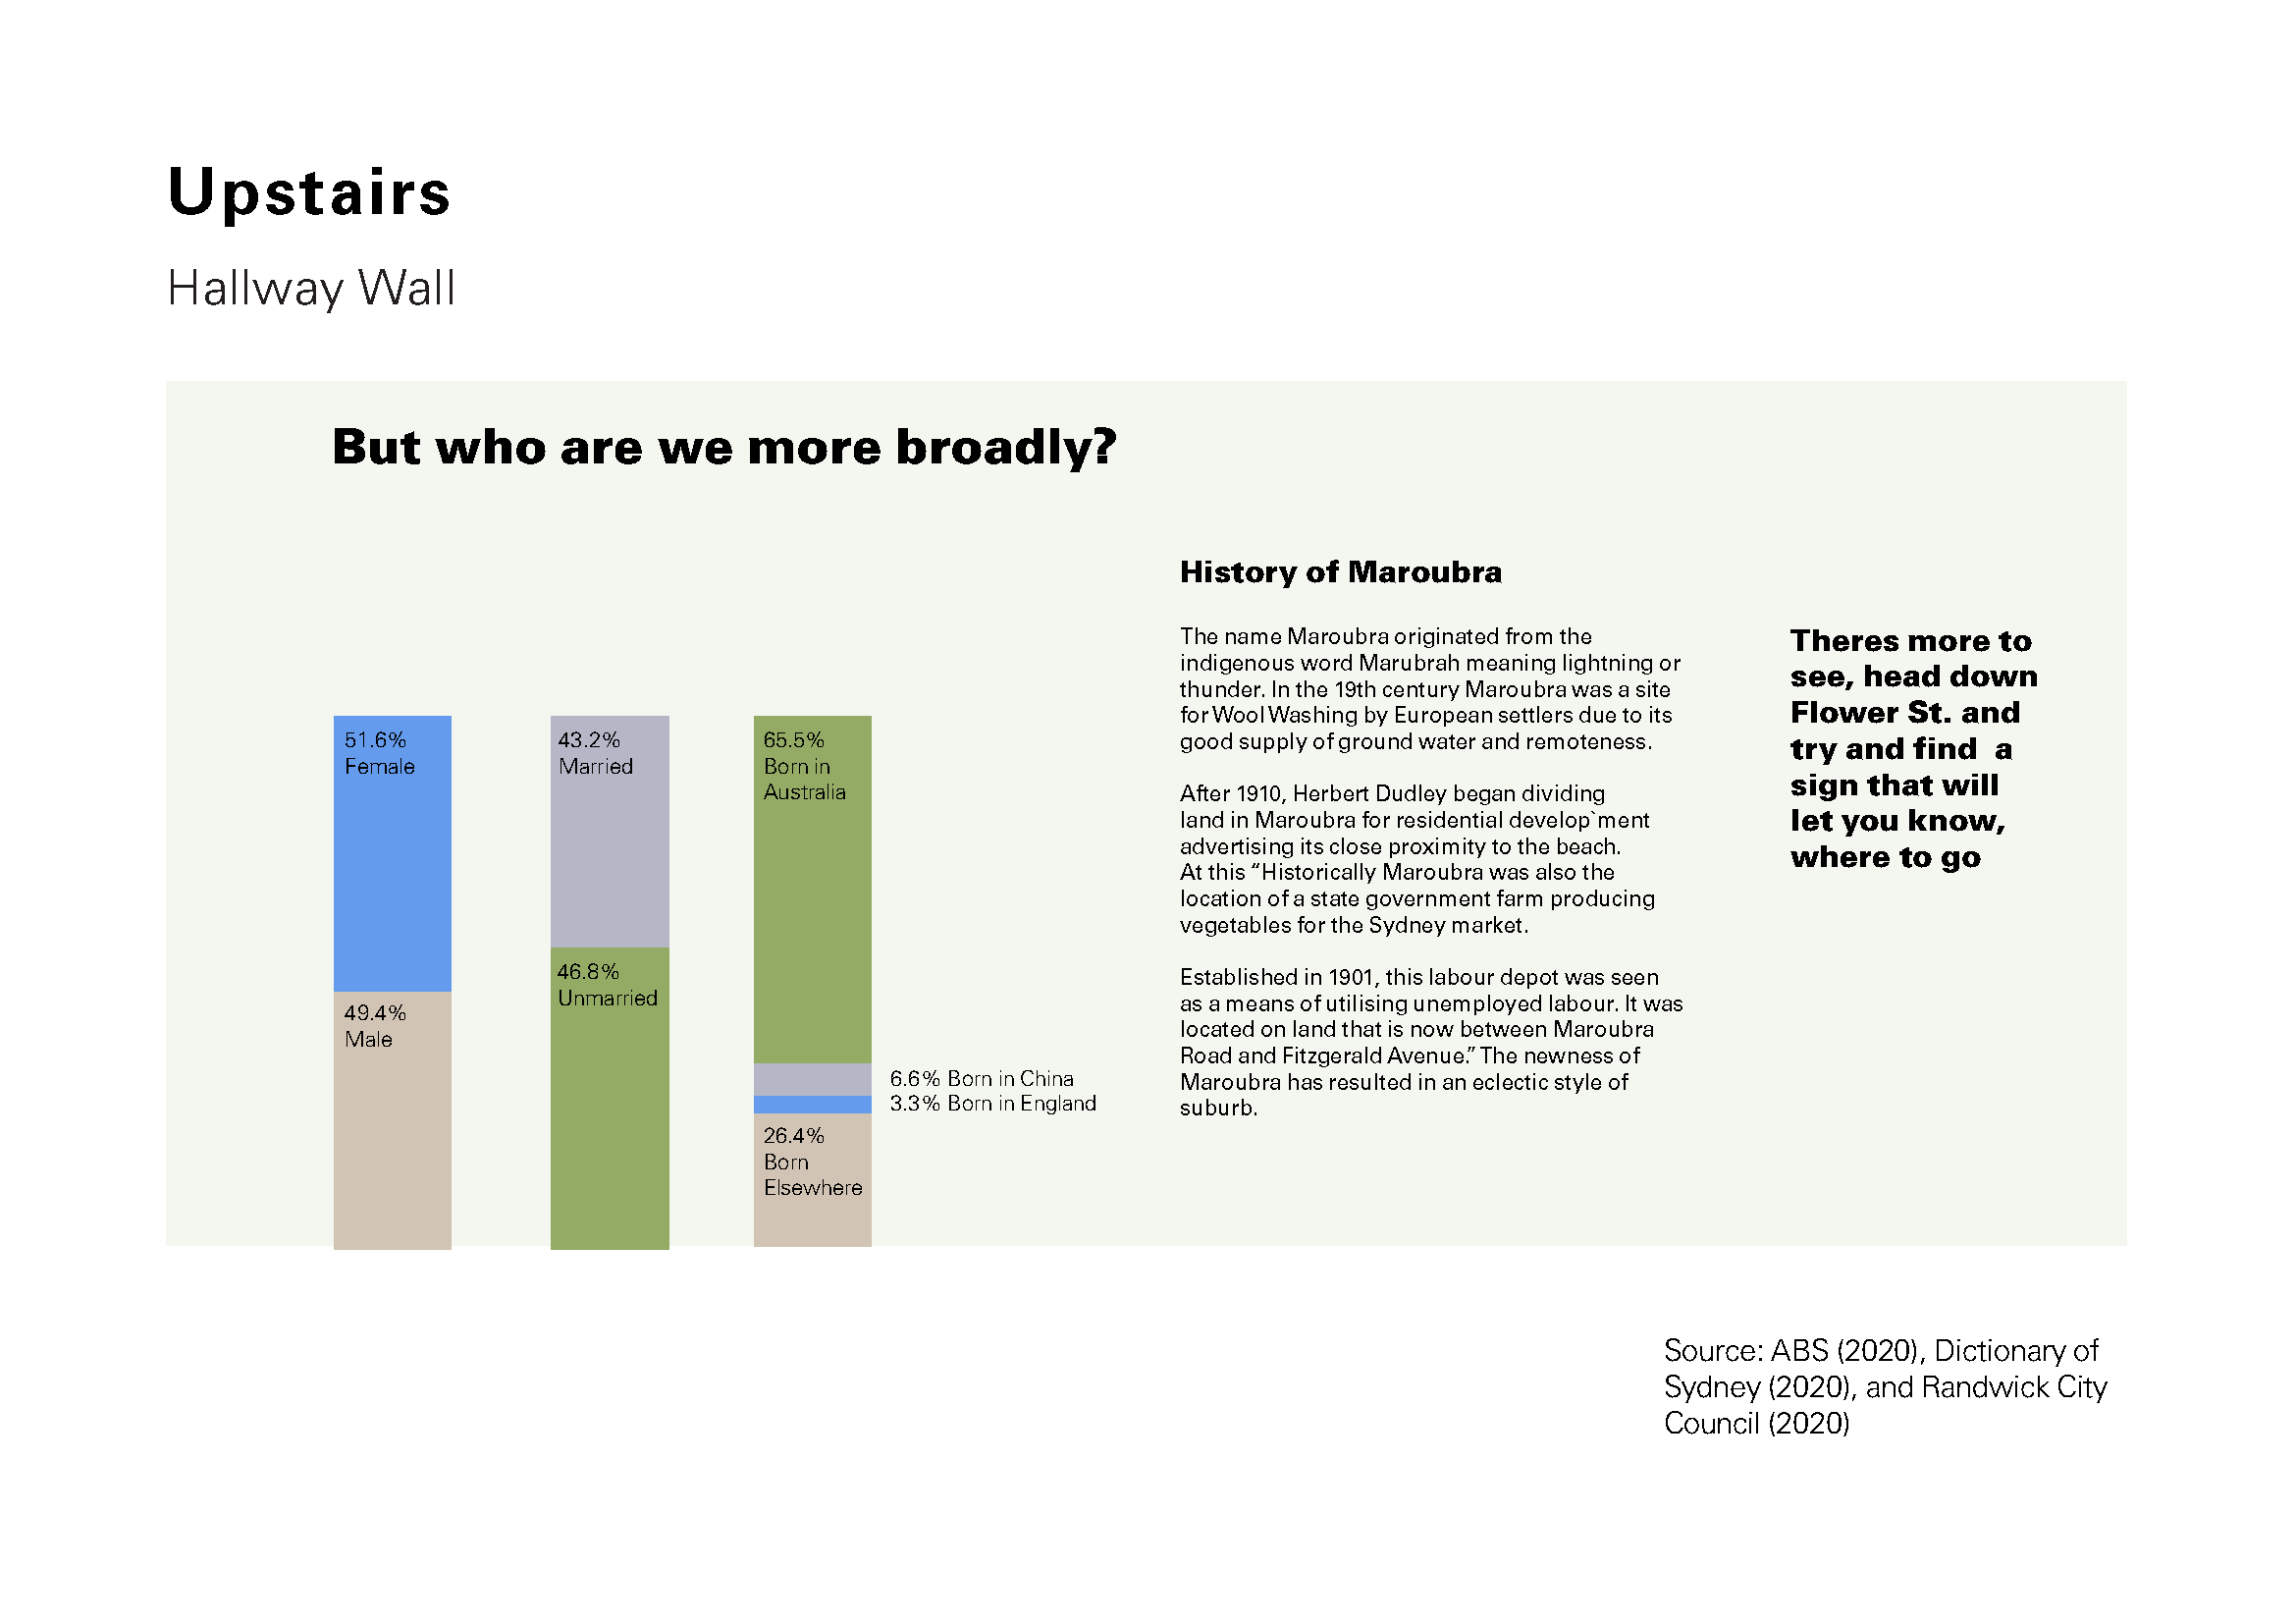 Upstairs
Hallway Wall
But who are we more broadly?
51.6%
Female
49.4%
Male
43.2%
Married
46.8%
Unmarried
65.5%
Born in
Australia
6.6% Born in China
3.3% Born in England
26.4%
Born
Elsewhere
History of Maroubra
The name Maroubra originated from the
indigenous word Marubrah meaning lightning or
thunder. In the 19th century Maroubra was a site
for Wool Washing by European settlers due to its
good supply of ground water and remoteness.
After 1910, Herbert Dudley began dividing
land in Maroubra for residential develop`ment
advertising its close proximity to the beach.
At this “Historically Maroubra was also the
location of a state government farm producing
vegetables for the Sydney market.
Established in 1901, this labour depot was seen
as a means of utilising unemployed labour. It was
located on land that is now between Maroubra
Road and Fitzgerald Avenue.” The newness of
Maroubra has resulted in an eclectic style of
suburb.
Theres more to
see, head down
Flower St. and
try and find  a
sign that will
let you know,
where to go
Source: ABS (2020), Dictionary of
Sydney (2020), and Randwick City
Council (2020)